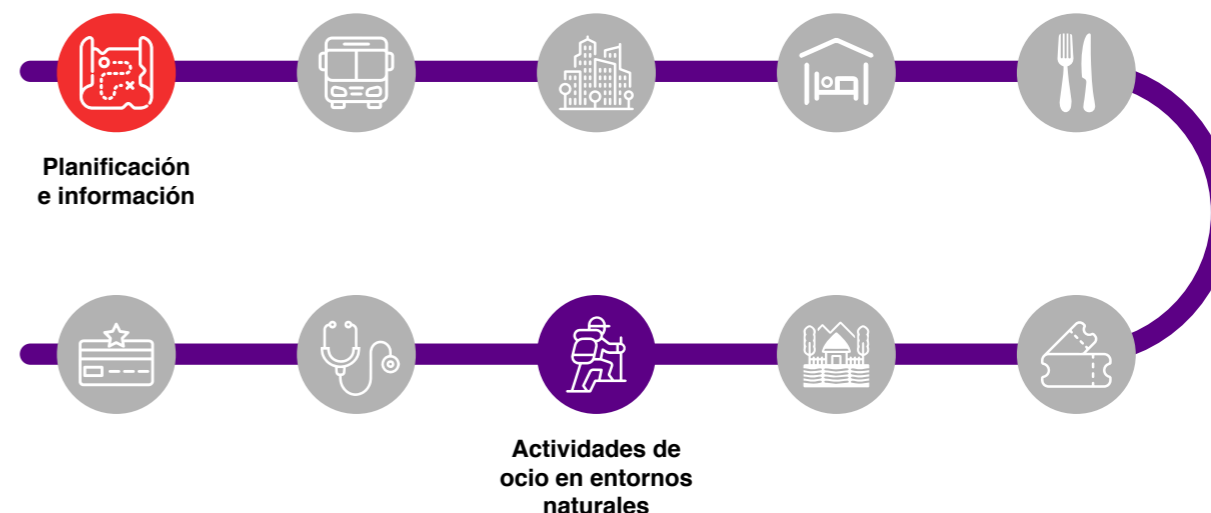 Planificación
e información
Actividades de
ocio en entornos
naturales